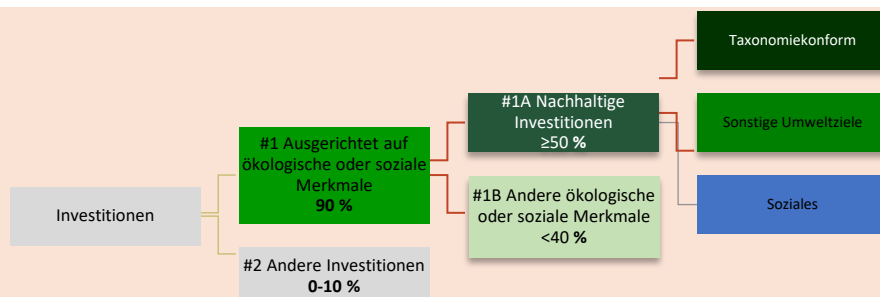 Investitionen
#1 Ausgerichtet auf
ökologische oder soziale
Merkmale
90 %
#2 Andere Investitionen
0-10 %
#1A Nachhaltige
Investitionen
≥50 %
#1B Andere ökologische
oder soziale Merkmale
<40 %
Taxonomiekonform
Sonstige Umweltziele
Soziales